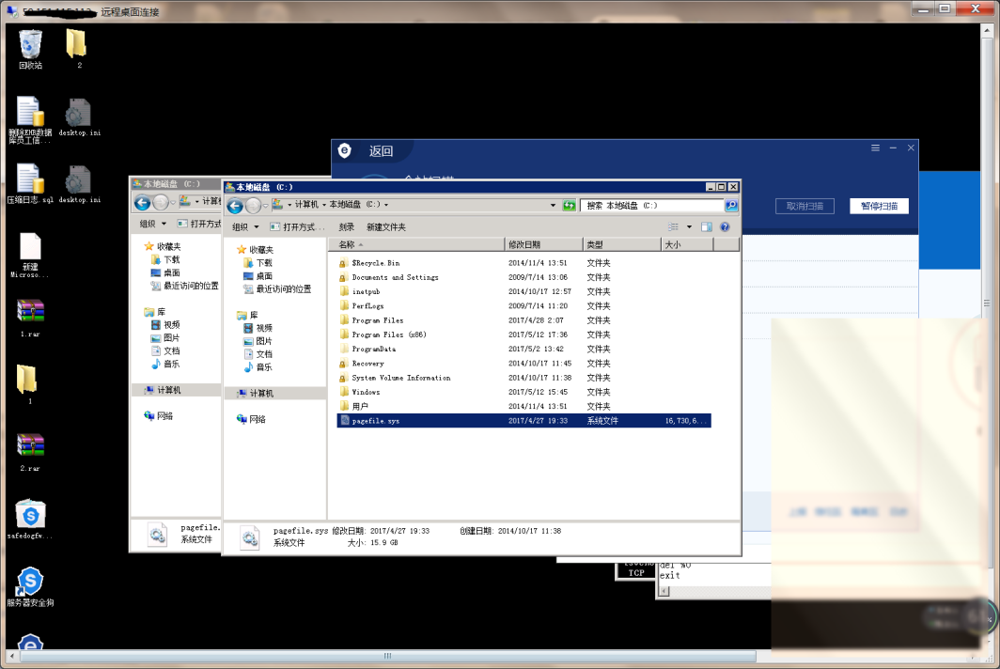 远程桌面连接
回收站
2
删除EHR数据
库员工信...
desktop.ini
压缩日志.sql
desktop.ini
新建
Microso...
1.rar
1
2.rar
safedogfw...
服务器安全狗
返回
取消扫描
暂停扫描
本地磁盘 (C:)
组织
打开方式
收藏夹
下载
桌面
最近访问的位置
库
视频
图片
文档
音乐
计算机
网络
pagefile.
系统文件
本地磁盘 (C:)
计算机 本地磁盘 (C:)
搜索 本地磁盘 (C:)
组织 打开方式... 刻录 新建文件夹
收藏夹
下载
桌面
最近访问的位置
库
视频
图片
文档
音乐
计算机
网络
名称 修改日期 类型 大小
$Recycle.Bin 2014/11/4 13:51 文件夹
Documents and Settings 2009/7/14 13:06 文件夹
inetpub 2014/10/17 12:57 文件夹
PerfLogs 2009/7/14 11:20 文件夹
Program Files 2017/4/28 2:07 文件夹
Program Files (x86) 2017/5/12 17:36 文件夹
ProgramData 2017/5/2 13:42 文件夹
Recovery 2014/10/17 11:45 文件夹
System Volume Information 2014/10/17 11:38 文件夹
Windows 2017/5/12 15:45 文件夹
用户 2014/11/4 13:51 文件夹
pagefile.sys 2017/4/27 19:33 系统文件 16,730,6...
pagefile.sys 修改日期: 2017/4/27 19:33 创建日期: 2014/10/17 11:38
系统文件 大小: 15.9 GB
TCP
del %0
exit